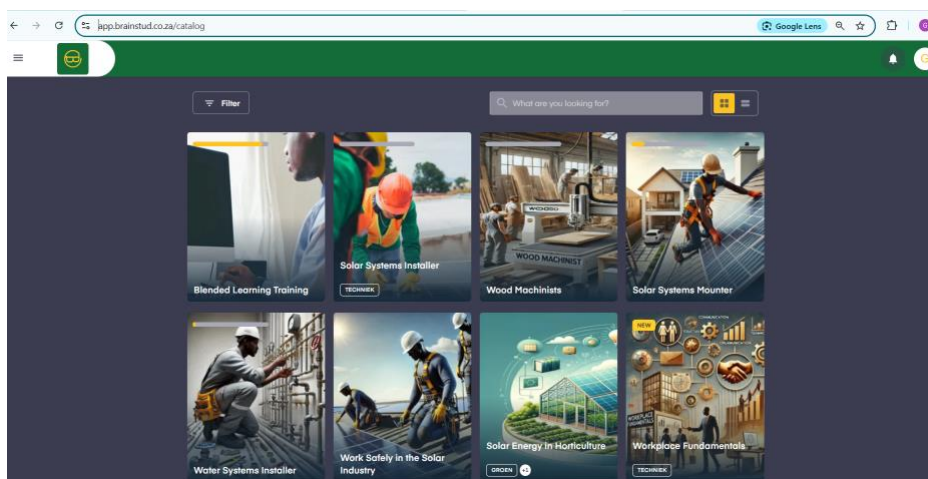 app.brainstud.co.za/catalog
Google Lens
Filter
What are you looking for?
WOOD MACHINIST
Blended Learning Training
Solar Systems Installer
TECHNIEK
Wood Machinists
Solar Systems Mounter
NEW
COMMUNICATION
Water Systems Installer
Work Safely in the Solar
Industry
Solar Energy in Horticulture
GROEN
+1
Workplace Fundamentals
TECHNIEK